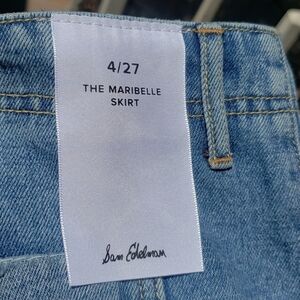 4/27
THE MARIBELLE
SKIRT
Sam Edelman